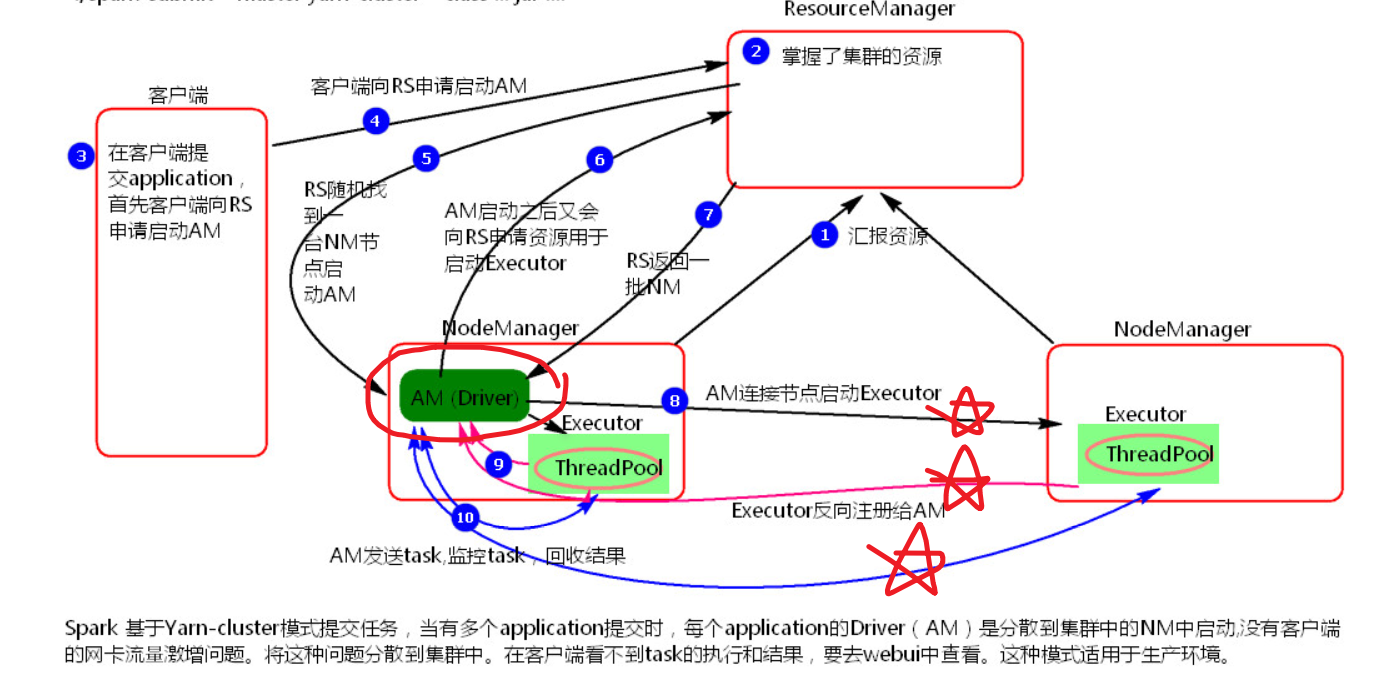 ResourceManager
2 掌握了集群的资源
客户端向RS申请启动AM
4
客户端
3
在客户端提
交application，
首先客户端向RS
申请启动AM
5
6
RS随机找
到一
台NM节
点启
动AM
AM启动之后又会
向RS申请资源用于
启动Executor
7
RS返回一
批NM
1 汇报资源
NodeManager
NodeManager
AM (Driver)
8
AM连接节点启动Executor
Executor
ThreadPool
Executor
ThreadPool
9
Executor反向注册给AM
10
AM发送task,监控task，回收结果
Spark 基于Yarn-cluster模式提交任务，当有多个application提交时，每个application的Driver（AM）是分散到集群中的NM中启动,没有客户端
的网卡流量激增问题。将这种问题分散到集群中。在客户端看不到task的执行和结果，要去webui中查看。这种模式适用于生产环境。